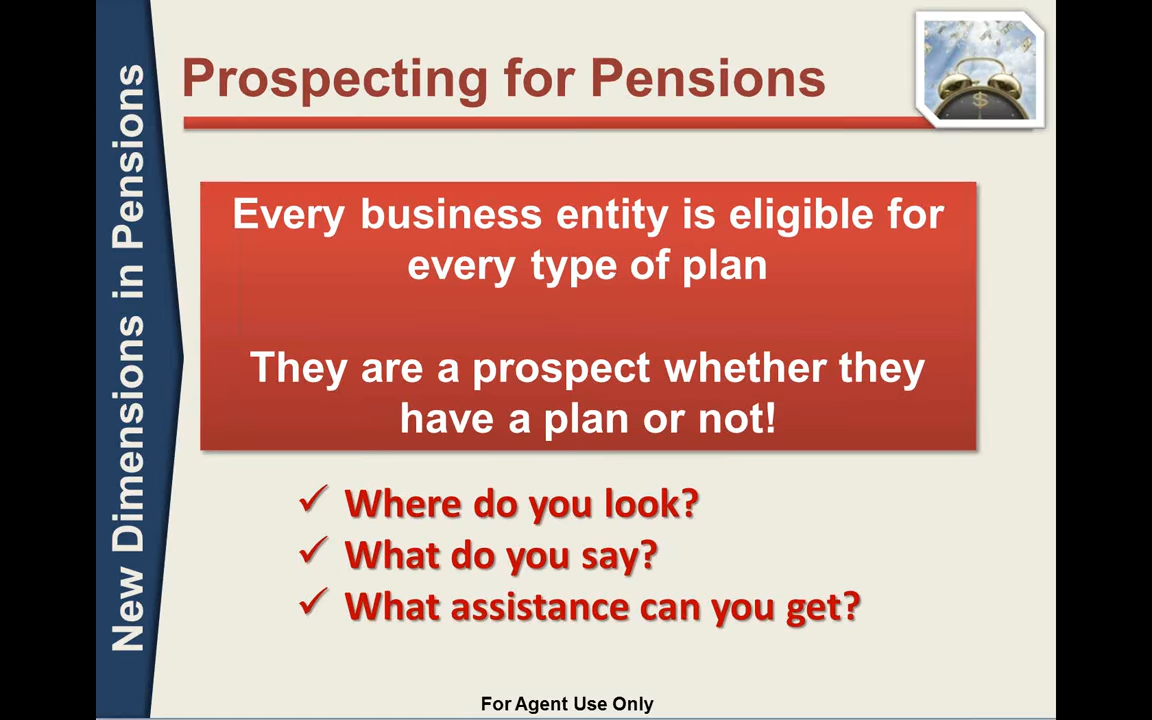 Prospecting for Pensions
New Dimensions in Pensions
Every business entity is eligible for
every type of plan
They are a prospect whether they
have a plan or not!
✓ Where do you look?
✓ What do you say?
✓ What assistance can you get?
For Agent Use Only